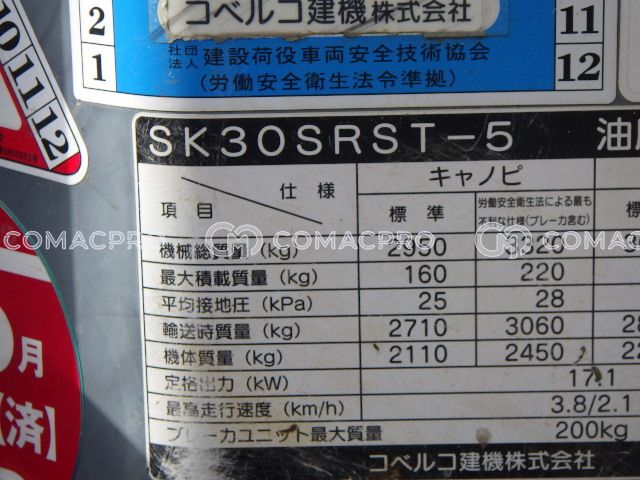 2 コベルコ建機株式会社 11
1 社団法人 建設荷役車両安全技術協会 12
(労働安全衛生法令準拠)
10 11 12
SK30SRST-5 油
仕様 キャノピ
項目 標準 労働安全衛生法による最も不利な仕様(ブレーカ含む)
COMACPRO COMACPRO COMACPRO
機械総質量 (kg)
最大積載質量 (kg) 160 220
平均接地圧 (kPa) 25 28
輸送時質量 (kg) 2710 3060
機体質量 (kg) 2110 2450
定格出力 (kW) 17.1
最高走行速度 (km/h) 3.8/2.1
ブレーカユニット最大質量 200kg
コベルコ建機株式会社
月
済